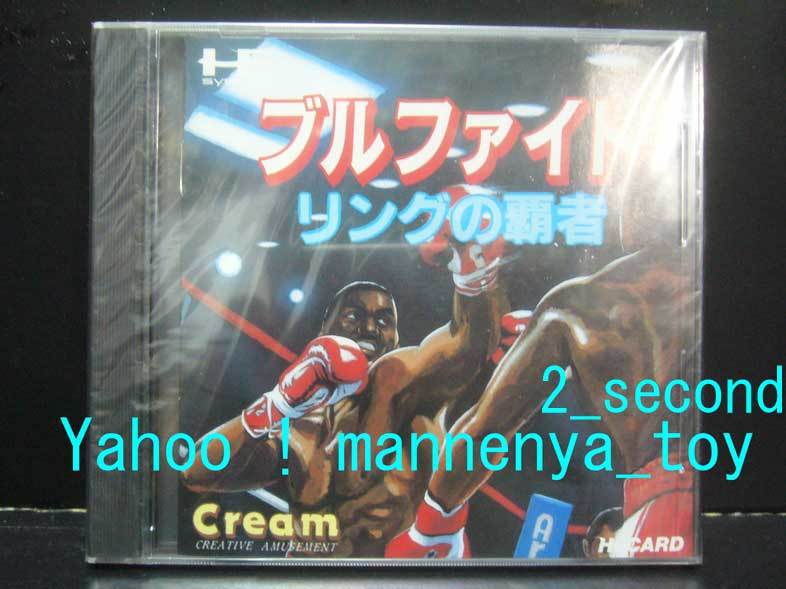 ブルファイト
リングの覇者
2_second
Yahoo ! mannenya_toy
Cream
CREATIVE AMUSEMENT
Ar
HuCARD